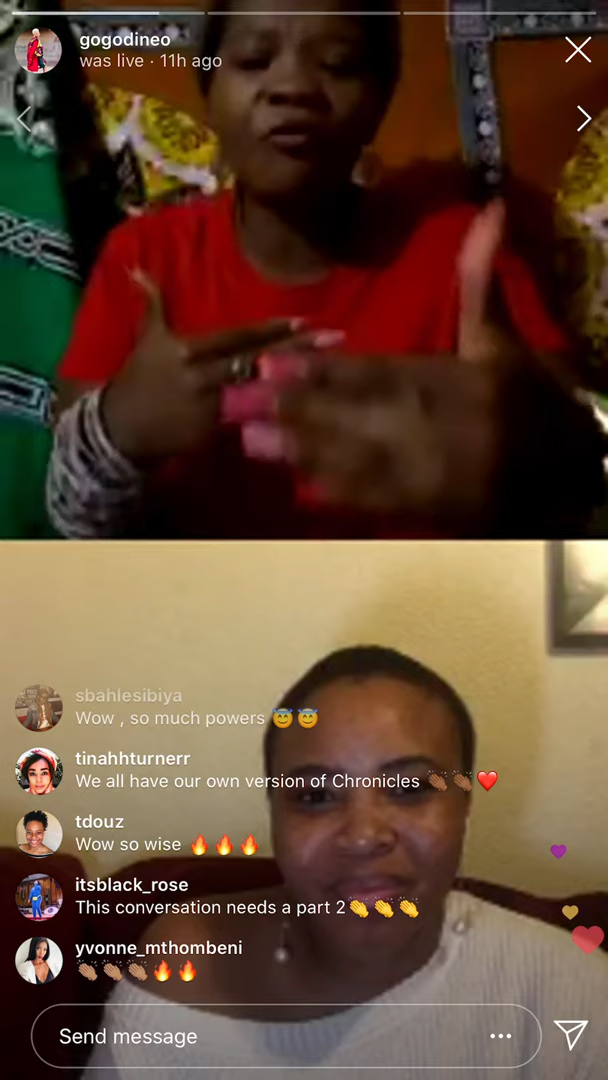 gogodineo
was live · 11h ago
sbahlesibiya
Wow , so much powers 😇😇
tinahhturnerr
We all have our own version of Chronicles 👏🏾👏🏾❤️
tdouz
Wow so wise 🔥🔥🔥
itsblack_rose
This conversation needs a part 2👏👏👏
yvonne_mthombeni
👏🏽👏🏽👏🏽🔥🔥
Send message